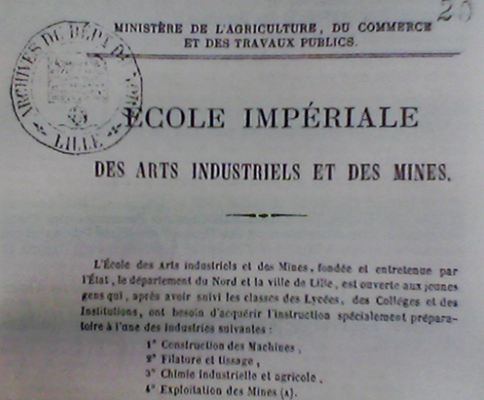 20
MINISTÈRE DE L'AGRICULTURE, DU COMMERCE
ET DES TRAVAUX PUBLICS.
ARCHIVES DU DÉPT DU NORD
LILLE
ÉCOLE IMPÉRIALE
DES ARTS INDUSTRIELS ET DES MINES.
L'École des Arts industriels et des Mines, fondée et entretenue par
l'État, le département du Nord et la ville de Lille, est ouverte aux jeunes
gens qui, après avoir suivi les classes des Lycées, des Colléges et des
Institutions, ont besoin d'acquérir l'instruction spécialement prépara-
toire à l'une des industries suivantes :
1° Construction des Machines,
2° Filature et tissage,
3° Chimie industrielle et agricole,
4° Exploitation des Mines (A).